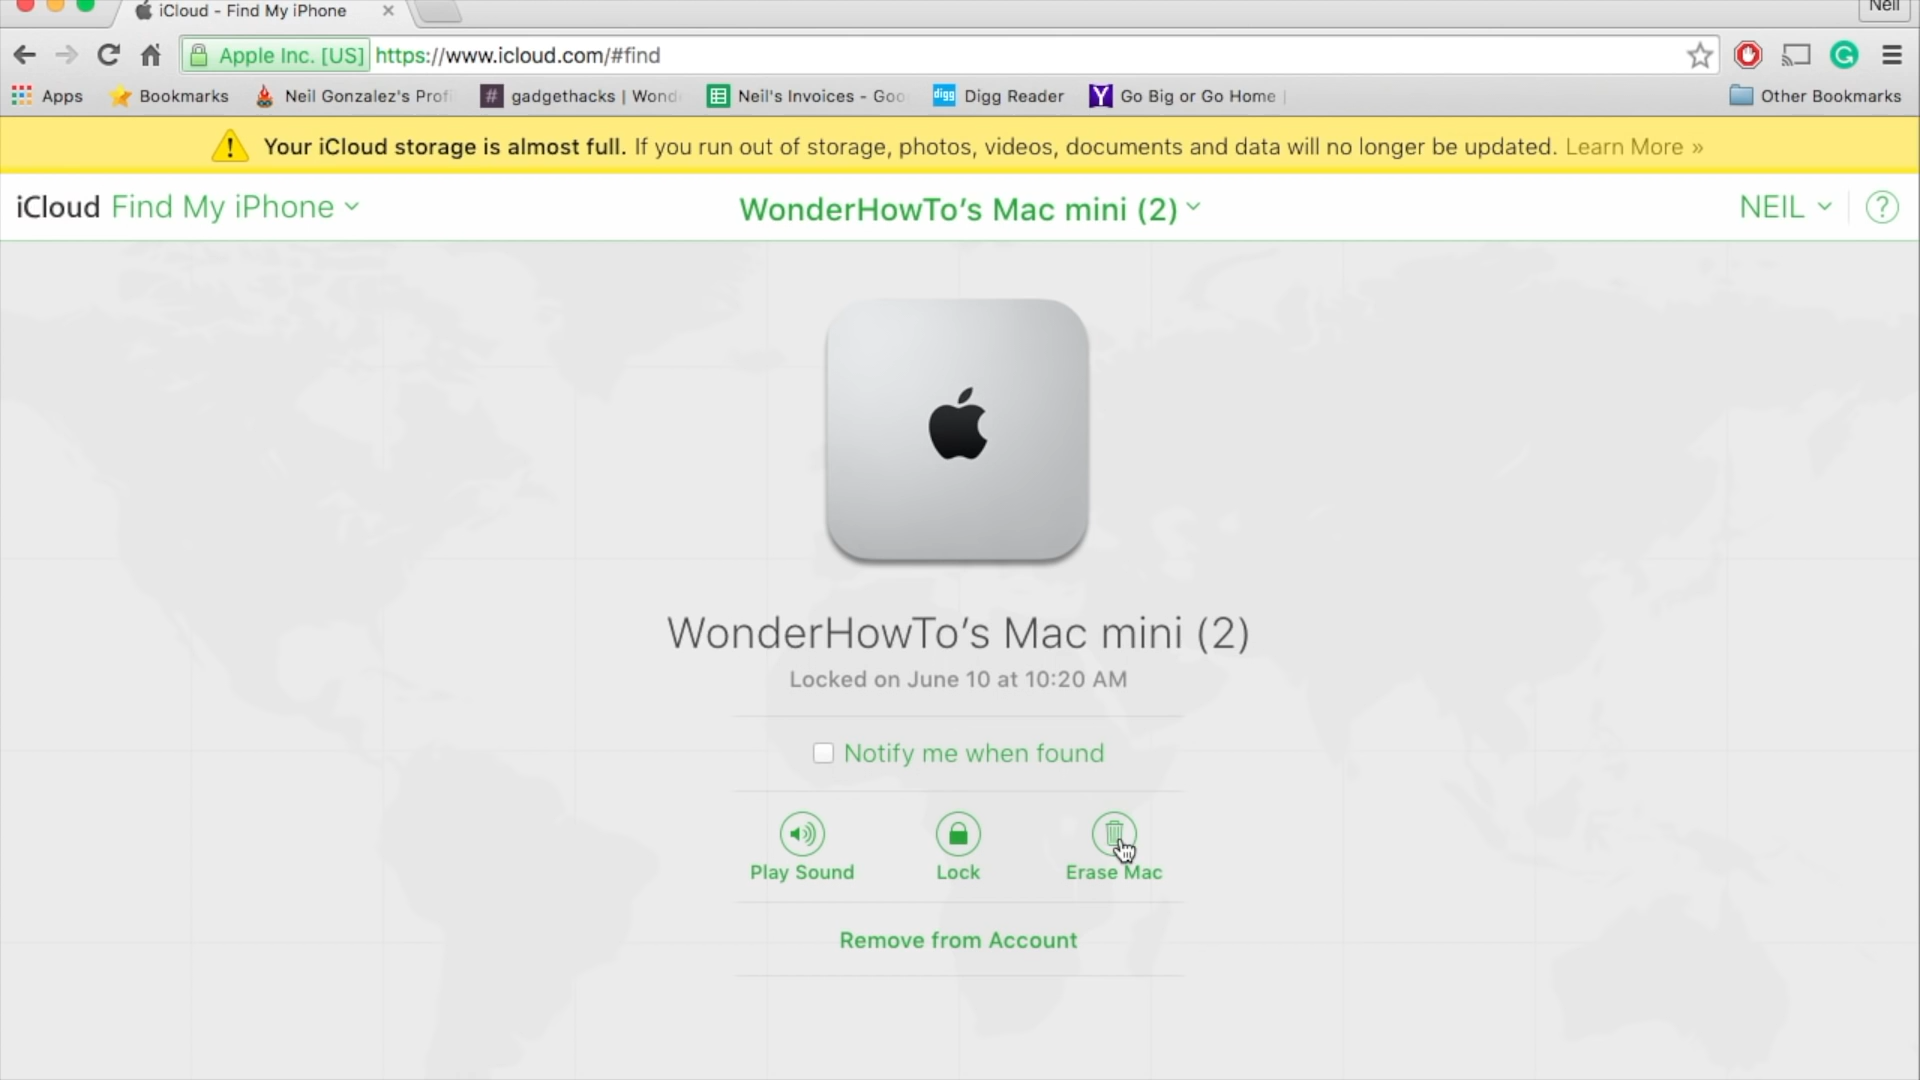 iCloud - Find My iPhone
Neil
Apple Inc. [US] https://www.icloud.com/#find
Apps Bookmarks Neil Gonzalez's Prof # gadgethacks | Wond Neil's Invoices - Goo digg Digg Reader Y Go Big or Go Home Other Bookmarks
Your iCloud storage is almost full. If you run out of storage, photos, videos, documents and data will no longer be updated. Learn More »
iCloud Find My iPhone WonderHowTo's Mac mini (2) NEIL ?
WonderHowTo's Mac mini (2)
Locked on June 10 at 10:20 AM
Notify me when found
Play Sound Lock Erase Mac
Remove from Account